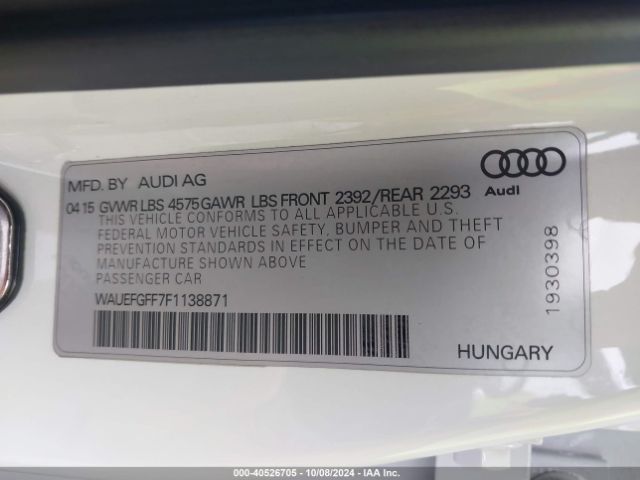 MFD. BY AUDI AG
Audi
04 15 GVWR LBS 4575 GAWR LBS FRONT 2392/REAR 2293
THIS VEHICLE CONFORMS TO ALL APPLICABLE U.S.
FEDERAL MOTOR VEHICLE SAFETY, BUMPER AND THEFT
PREVENTION STANDARDS IN EFFECT ON THE DATE OF
MANUFACTURE SHOWN ABOVE
PASSENGER CAR
WAUEFGFF7F1138871
1930398
HUNGARY
000-40526705 - 10/08/2024 - IAAI.COM